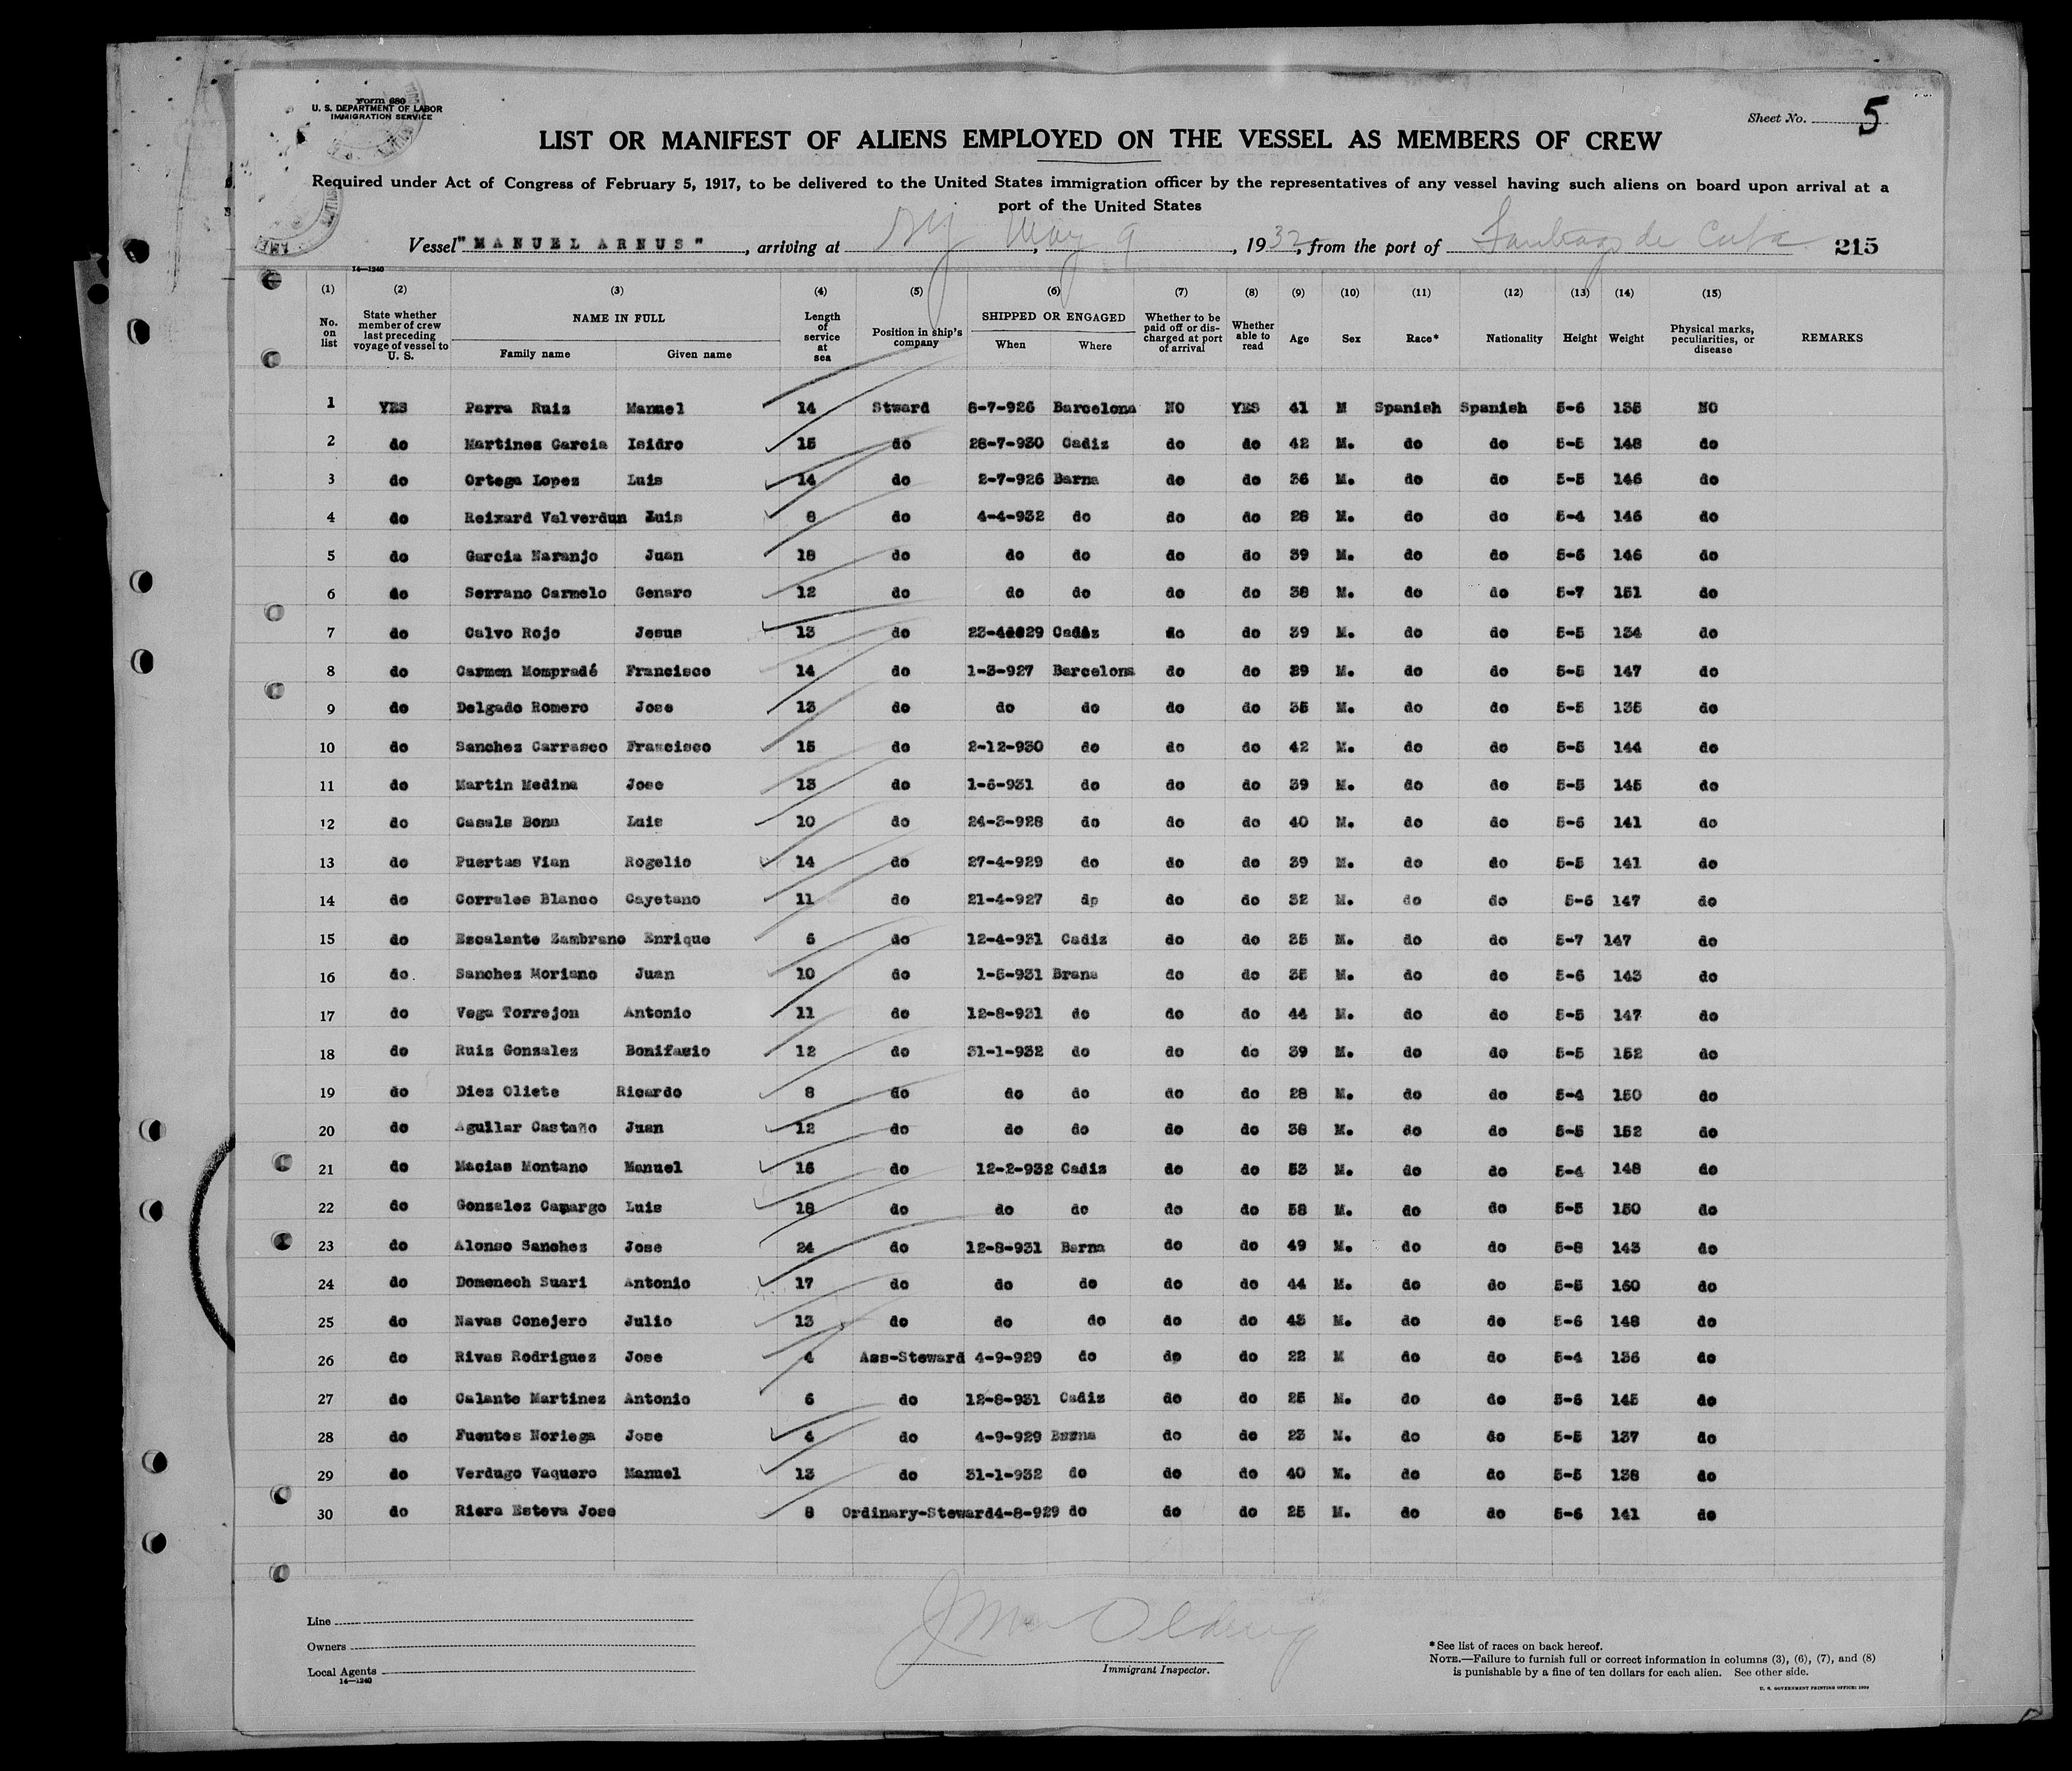 Form 680
U. S. DEPARTMENT OF LABOR
IMMIGRATION SERVICE
Sheet No. 5
LIST OR MANIFEST OF ALIENS EMPLOYED ON THE VESSEL AS MEMBERS OF CREW
Required under Act of Congress of February 5, 1917, to be delivered to the United States immigration officer by the representatives of any vessel having such aliens on board upon arrival at a
port of the United States
Vessel "MANUEL ARNUS", arriving at NY, May 9, 1932, from the port of Santiago de Cuba 215
14—1240
(1) (2) (3) (4) (5) (6) (7) (8) (9) (10) (11) (12) (13) (14) (15)
No. on list State whether member of crew last preceding voyage of vessel to U. S. NAME IN FULL Family name Given name Length of service at sea Position in ship's company SHIPPED OR ENGAGED When Where Whether to be paid off or discharged at port of arrival Whether able to read Age Sex Race* Nationality Height Weight Physical marks, peculiarities, or disease REMARKS
1 YES Parra Ruiz Manuel 14 Stward 6-7-926 Barcelona NO YES 41 M Spanish Spanish 5-6 135 NO
2 do Martines Garcia Isidro 15 do 28-7-930 Cadiz do do 42 M. do do 5-5 148 do
3 do Ortega Lopez Luis 14 do 2-7-926 Barna do do 36 M. do do 5-5 146 do
4 do Reixard Valverdun Luis 8 do 4-4-932 do do do 28 M. do do 5-4 146 do
5 do Garcia Naranjo Juan 18 do do do do do 39 M. do do 5-6 146 do
6 do Serrano Carmelo Genaro 12 do do do do do 38 M. do do 5-7 151 do
7 do Calvo Rojo Jesus 13 do Cadiz do do 39 M. do do 5-5 134 do
8 do Carmen Mompradé Francisco 14 do 1-3-927 Barcelona do do 39 M. do do 5-5 147 do
9 do Delgado Romero Jose 13 do do do do do 35 M. do do 5-5 135 do
10 do Sanchez Carrasco Francisco 15 do 2-12-930 do do do 42 M. do do 5-5 144 do
11 do Martin Medina Jose 13 do 1-6-931 do do do 39 M. do do 5-5 145 do
12 do Casals Bona Luis 10 do 24-3-928 do do do 40 M. do do 5-6 141 do
13 do Puertas Vian Rogelio 14 do 27-4-929 do do do 39 M. do do 5-5 141 do
14 do Corrales Blanco Cayetano 11 do 21-4-927 dp do do 32 M. do do 5-6 147 do
15 do Escalante Zambrano Enrique 6 do 12-4-931 Cadiz do do 35 M. do do 5-7 147 do
16 do. Sanchez Moriano Juan 10 do 1-5-931 Brana do do 35 M. do do 5-6 143 do
17 do Vega Torrejon Antonio 11 do 12-8-931 do do do 44 M. do do 5-5 147 do
18 do Ruiz Gonzalez Bonifasio 12 do 31-1-932 do do do 39 M. do do 5-5 152 do
19 do Diez Oliete Ricardo 8 do do do do do 28 M. do do 5-4 150 do
20 do Aguilar Castaño Juan 12 do do do do do 38 M. do do 5-5 152 do
21 do Macias Montano Manuel 16 do 12-2-932 Cadiz do do 53 M. do do 5-4 148 do
22 do Gonzalez Camargo Luis 18 do do do do do 58 M. do do 5-5 150 do
23 do Alonso Sanches Jose 24 do 12-8-931 Barna do do 49 M. do do 5-8 143 do
24 do Domenech Suari Antonio 17 do do do do do 44 M. do do 5-5 160 do
25 do Navas Conejero Julio 13 do do do do do 43 M. do do 5-6 148 do
26 do Rivas Rodriguez Jose 4 Ass-Steward 4-9-929 do do do 22 M do do 5-4 136 do
27 do Calante Martinez Antonio 6 do 12-8-931 Cadiz do do 25 M. do do 5-6 145 do
28 do Fuentes Noriega Jose 4 do 4-9-929 Barna do do 23 M. do do 5-5 137 do
29 do Verdugo Vaquero Manuel 13 do 31-1-932 do do do 40 M. do do 5-5 138 do
30 do Riera Esteva Jose 8 Ordinary-Steward 4-8-929 do do do 25 M. do do 5-6 141 do
Line
Owners
Local Agents
14—1240
Immigrant Inspector.
*See list of races on back hereof.
NOTE.—Failure to furnish full or correct information in columns (3), (6), (7), and (8)
is punishable by a fine of ten dollars for each alien. See other side.
U. S. GOVERNMENT PRINTING OFFICE: 1929